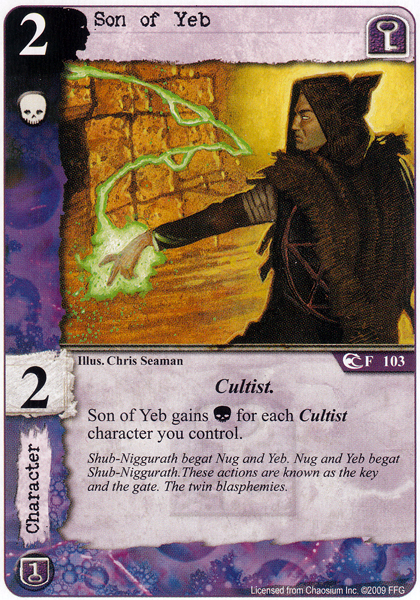 2
Son of Yeb
Illus. Chris Seaman
F 103
2
Cultist.
Son of Yeb gains for each Cultist
character you control.
Shub-Niggurath begat Nug and Yeb. Nug and Yeb begat
Shub-Niggurath.These actions are known as the key
and the gate. The twin blasphemies.
Character
1
Licensed from Chaosium Inc. ©2009 FFG